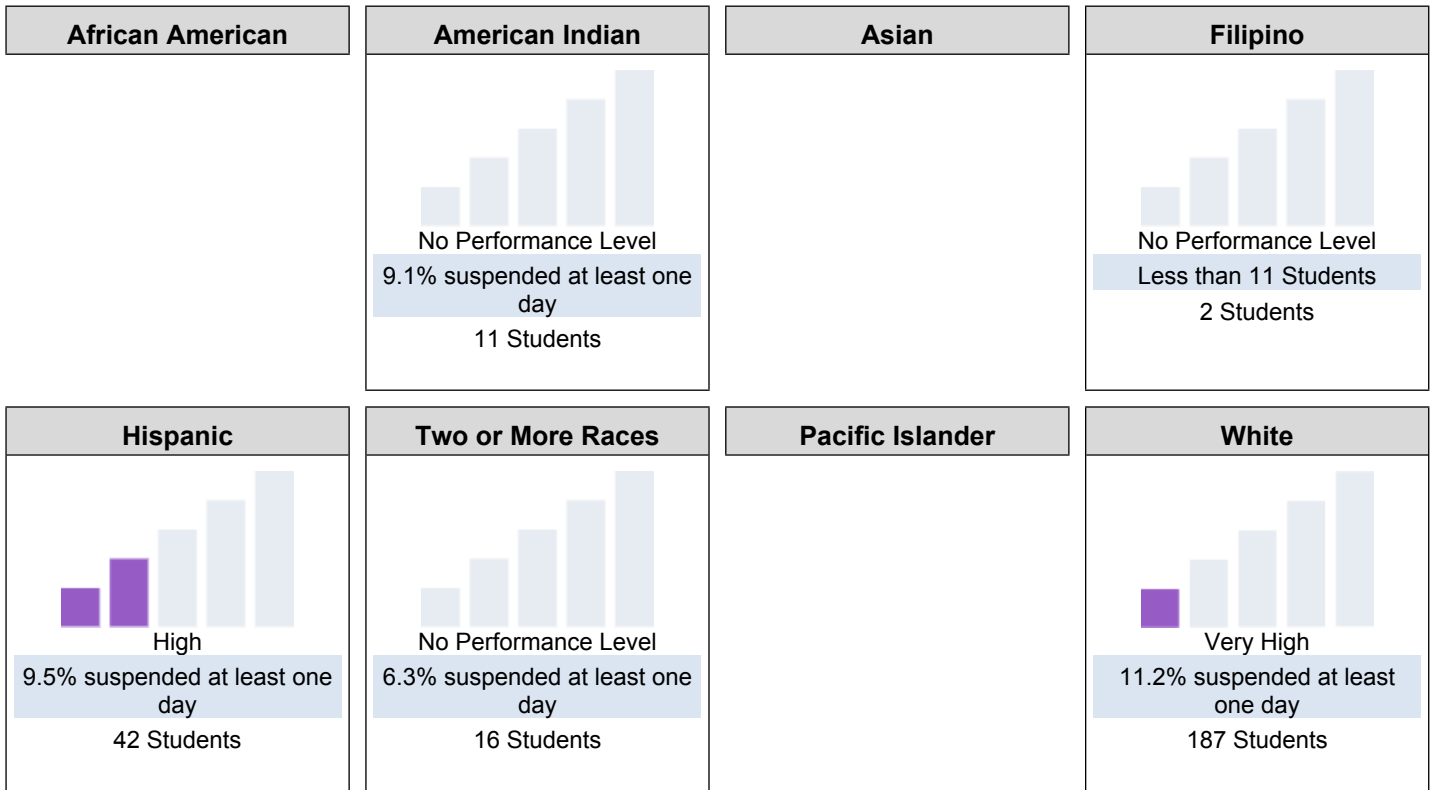 African American
American Indian
Asian
Filipino
No Performance Level
9.1% suspended at least one
day
11 Students
No Performance Level
Less than 11 Students
2 Students
Hispanic
Two or More Races
Pacific Islander
White
High
9.5% suspended at least one
day
42 Students
No Performance Level
6.3% suspended at least one
day
16 Students
Very High
11.2% suspended at least
one day
187 Students